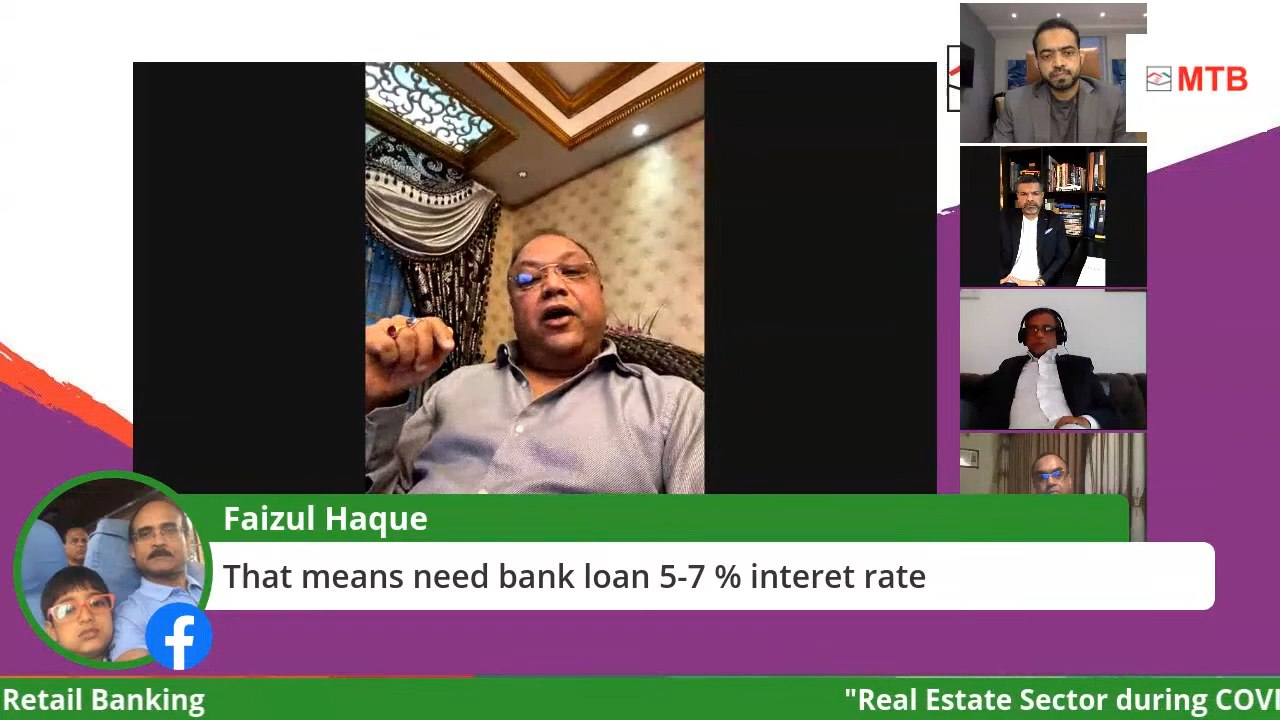 MTB
Faizul Haque
That means need bank loan 5-7 % interet rate
Retail Banking
"Real Estate Sector during COVI